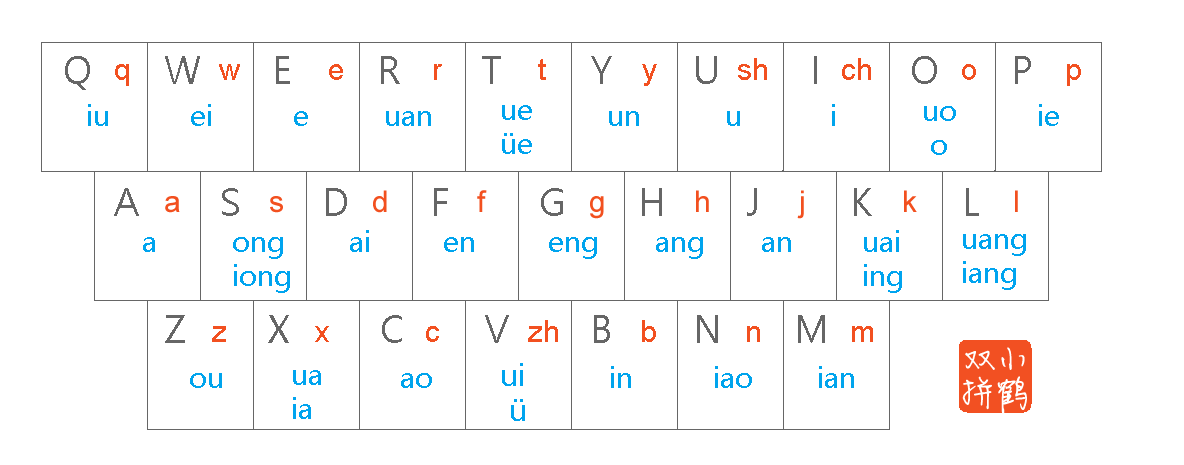 Q q W w E e R r T t Y y U sh I ch O o P p
iu ei e uan ue un u i uo ie
üe o
A a S s D d F f G g H h J j K k L l
a ong ai en eng ang an uai uang
iong ing iang
Z z X x C c V zh B b N n M m
ou ua ao ui in iao ian
ia ü
双小
拼鹤